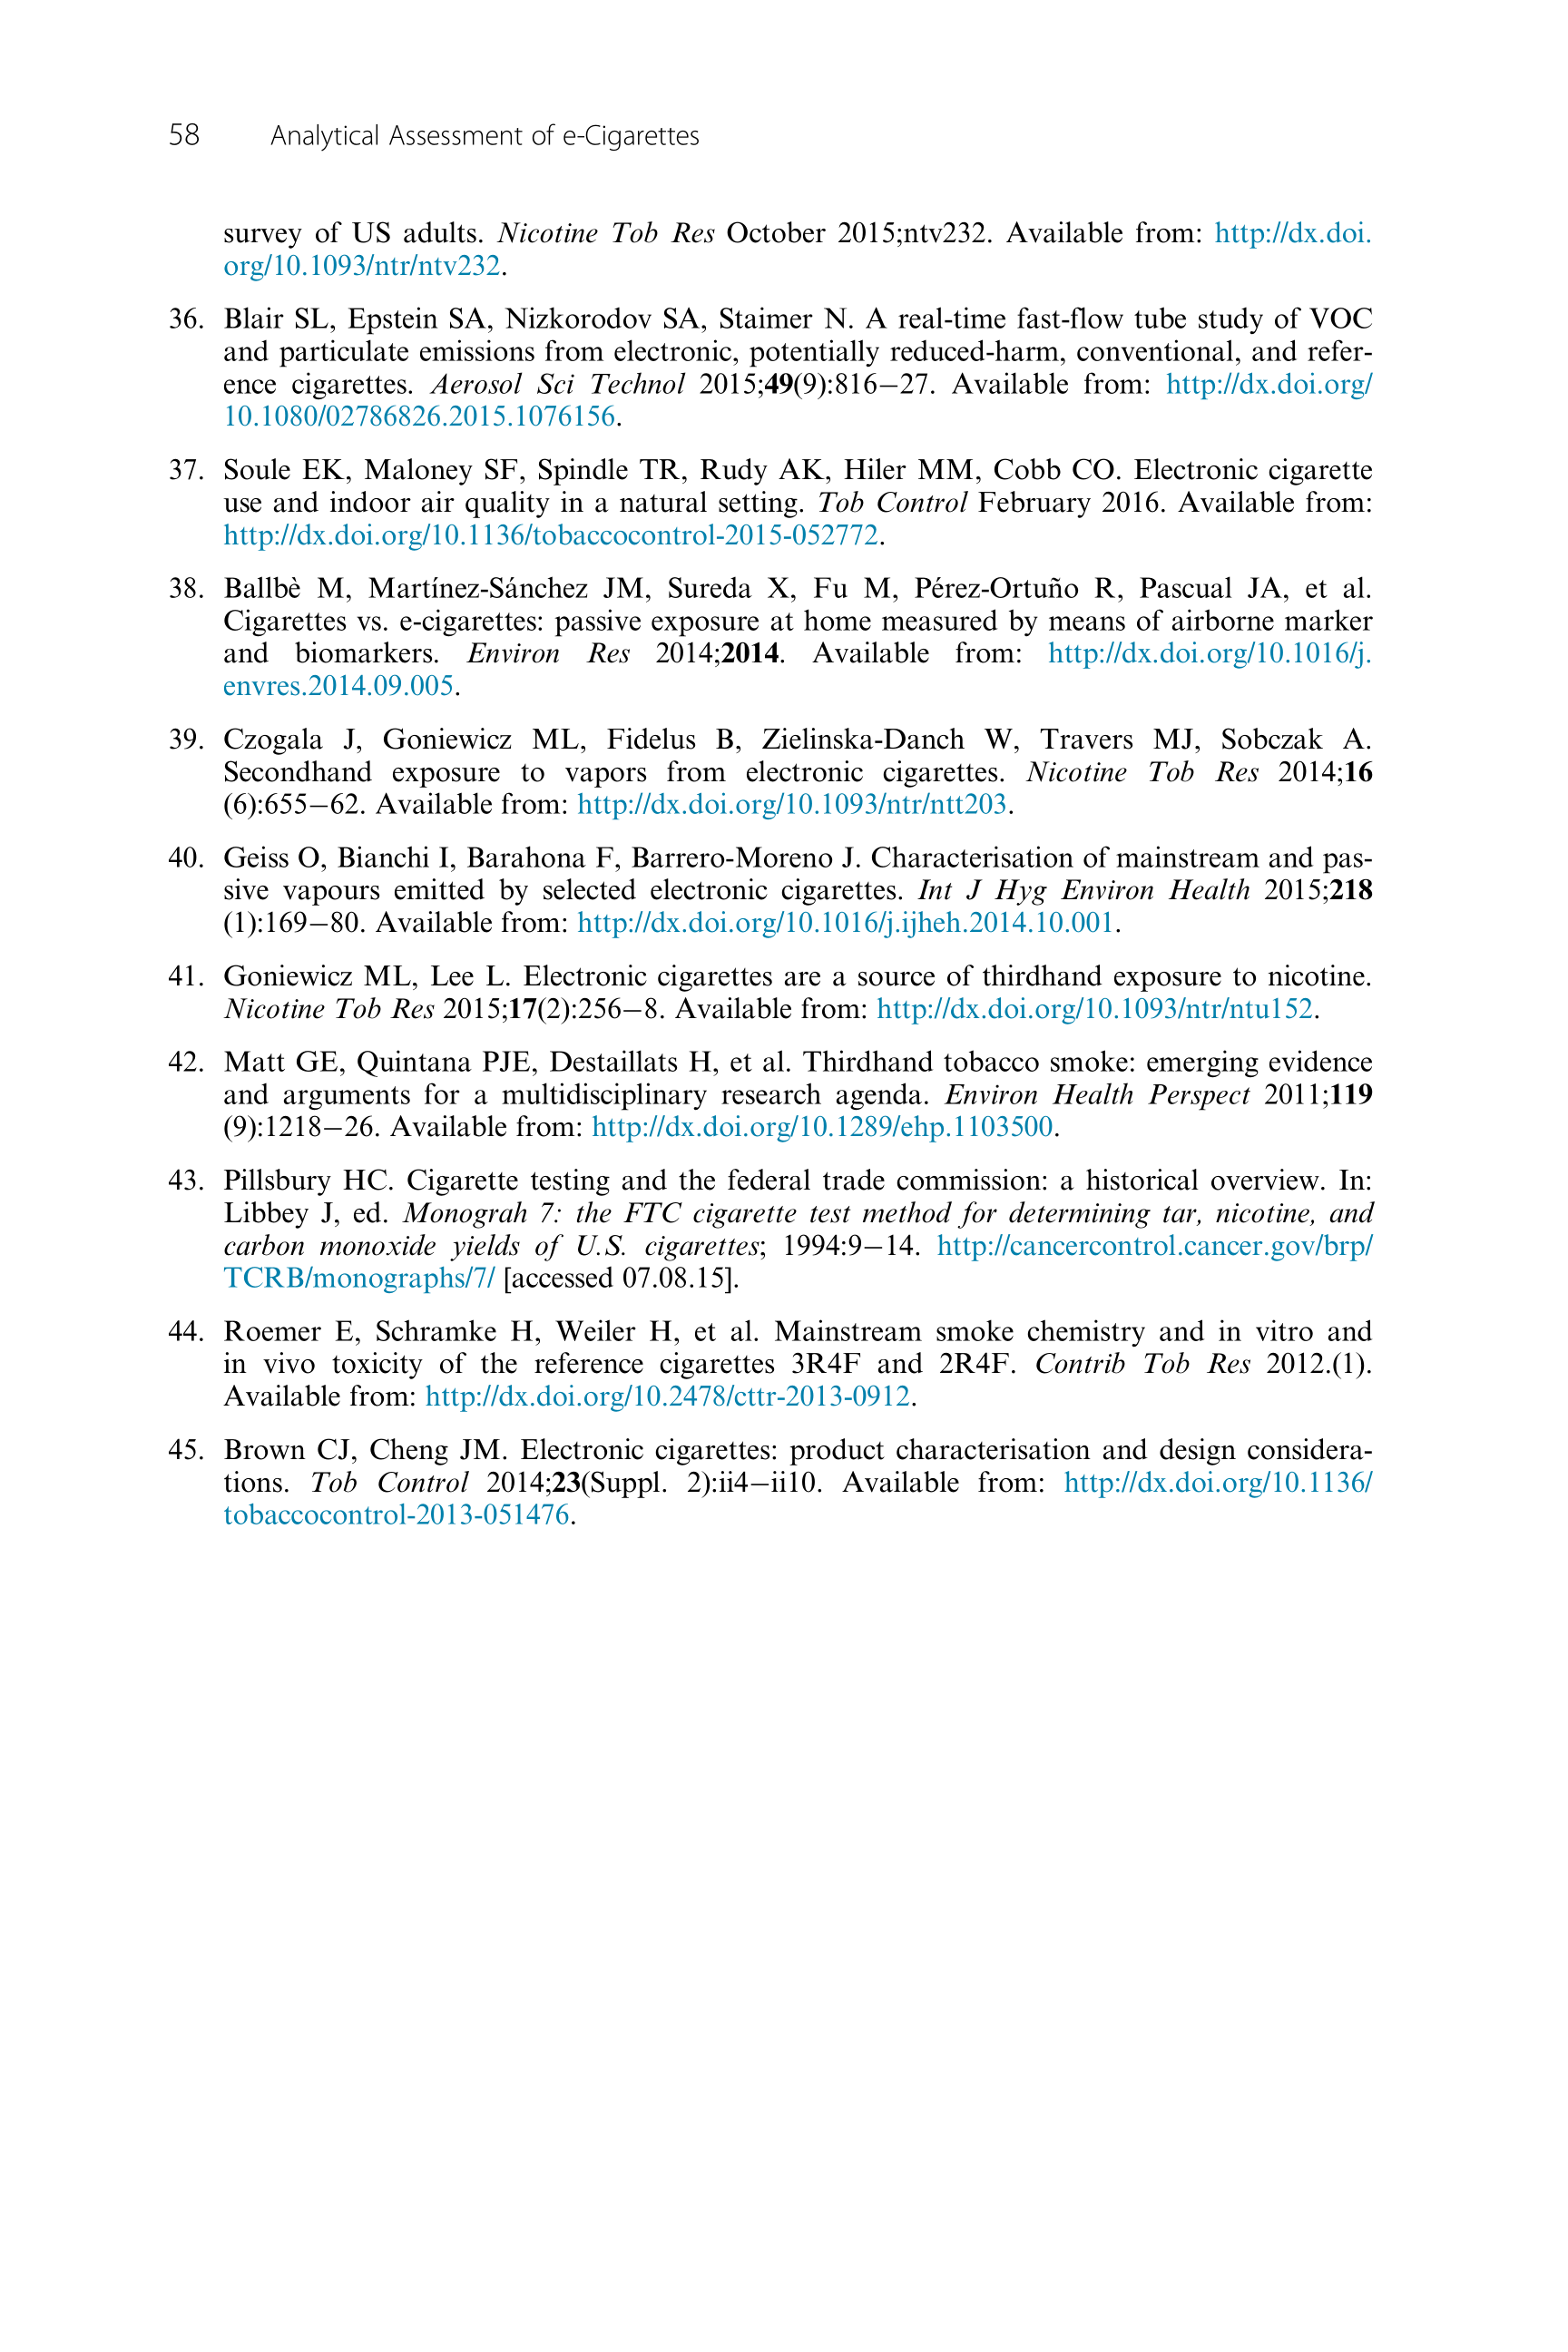 58 Analytical Assessment of e-Cigarettes
survey of US adults. Nicotine Tob Res October 2015;ntv232. Available from: http://dx.doi.
org/10.1093/ntr/ntv232.
36. Blair SL, Epstein SA, Nizkorodov SA, Staimer N. A real-time fast-flow tube study of VOC
and particulate emissions from electronic, potentially reduced-harm, conventional, and refer-
ence cigarettes. Aerosol Sci Technol 2015;49(9):816–27. Available from: http://dx.doi.org/
10.1080/02786826.2015.1076156.
37. Soule EK, Maloney SF, Spindle TR, Rudy AK, Hiler MM, Cobb CO. Electronic cigarette
use and indoor air quality in a natural setting. Tob Control February 2016. Available from:
http://dx.doi.org/10.1136/tobaccocontrol-2015-052772.
38. Ballbè M, Martínez-Sánchez JM, Sureda X, Fu M, Pérez-Ortuño R, Pascual JA, et al.
Cigarettes vs. e-cigarettes: passive exposure at home measured by means of airborne marker
and biomarkers. Environ Res 2014;2014. Available from: http://dx.doi.org/10.1016/j.
envres.2014.09.005.
39. Czogala J, Goniewicz ML, Fidelus B, Zielinska-Danch W, Travers MJ, Sobczak A.
Secondhand exposure to vapors from electronic cigarettes. Nicotine Tob Res 2014;16
(6):655–62. Available from: http://dx.doi.org/10.1093/ntr/ntt203.
40. Geiss O, Bianchi I, Barahona F, Barrero-Moreno J. Characterisation of mainstream and pas-
sive vapours emitted by selected electronic cigarettes. Int J Hyg Environ Health 2015;218
(1):169–80. Available from: http://dx.doi.org/10.1016/j.ijheh.2014.10.001.
41. Goniewicz ML, Lee L. Electronic cigarettes are a source of thirdhand exposure to nicotine.
Nicotine Tob Res 2015;17(2):256–8. Available from: http://dx.doi.org/10.1093/ntr/ntu152.
42. Matt GE, Quintana PJE, Destaillats H, et al. Thirdhand tobacco smoke: emerging evidence
and arguments for a multidisciplinary research agenda. Environ Health Perspect 2011;119
(9):1218–26. Available from: http://dx.doi.org/10.1289/ehp.1103500.
43. Pillsbury HC. Cigarette testing and the federal trade commission: a historical overview. In:
Libbey J, ed. Monograh 7: the FTC cigarette test method for determining tar, nicotine, and
carbon monoxide yields of U.S. cigarettes; 1994:9–14. http://cancercontrol.cancer.gov/brp/
TCRB/monographs/7/ [accessed 07.08.15].
44. Roemer E, Schramke H, Weiler H, et al. Mainstream smoke chemistry and in vitro and
in vivo toxicity of the reference cigarettes 3R4F and 2R4F. Contrib Tob Res 2012.(1).
Available from: http://dx.doi.org/10.2478/cttr-2013-0912.
45. Brown CJ, Cheng JM. Electronic cigarettes: product characterisation and design considera-
tions. Tob Control 2014;23(Suppl. 2):ii4–ii10. Available from: http://dx.doi.org/10.1136/
tobaccocontrol-2013-051476.